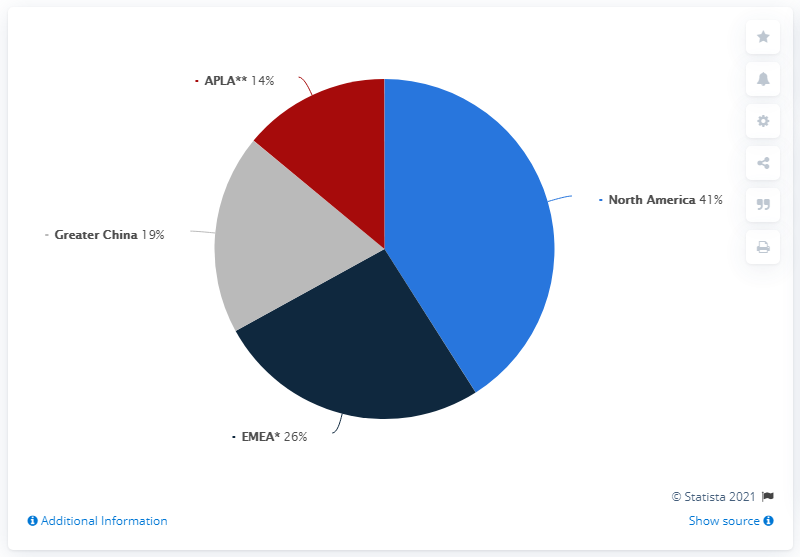 APLA** 14%
North America 41%
Greater China 19%
EMEA* 26%
© Statista 2021
Additional Information
Show source